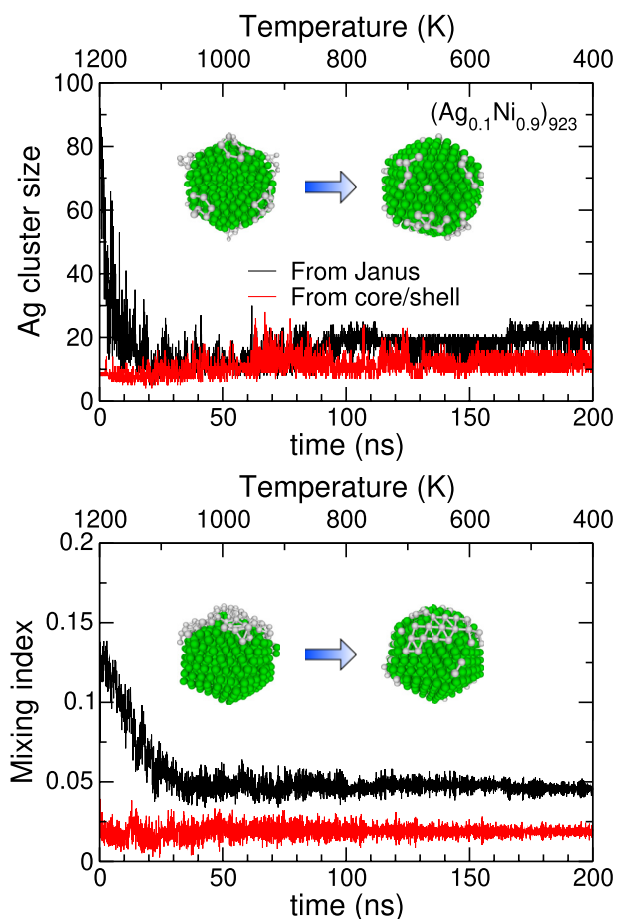 Temperature (K)
1200 1000 800 600 400
100
80
60
40
20
0
Ag cluster size
(Ag0.1Ni0.9)923
From Janus
From core/shell
0 50 100 150 200
time (ns)
Temperature (K)
1200 1000 800 600 400
0.2
0.15
0.1
0.05
0
Mixing index
0 50 100 150 200
time (ns)